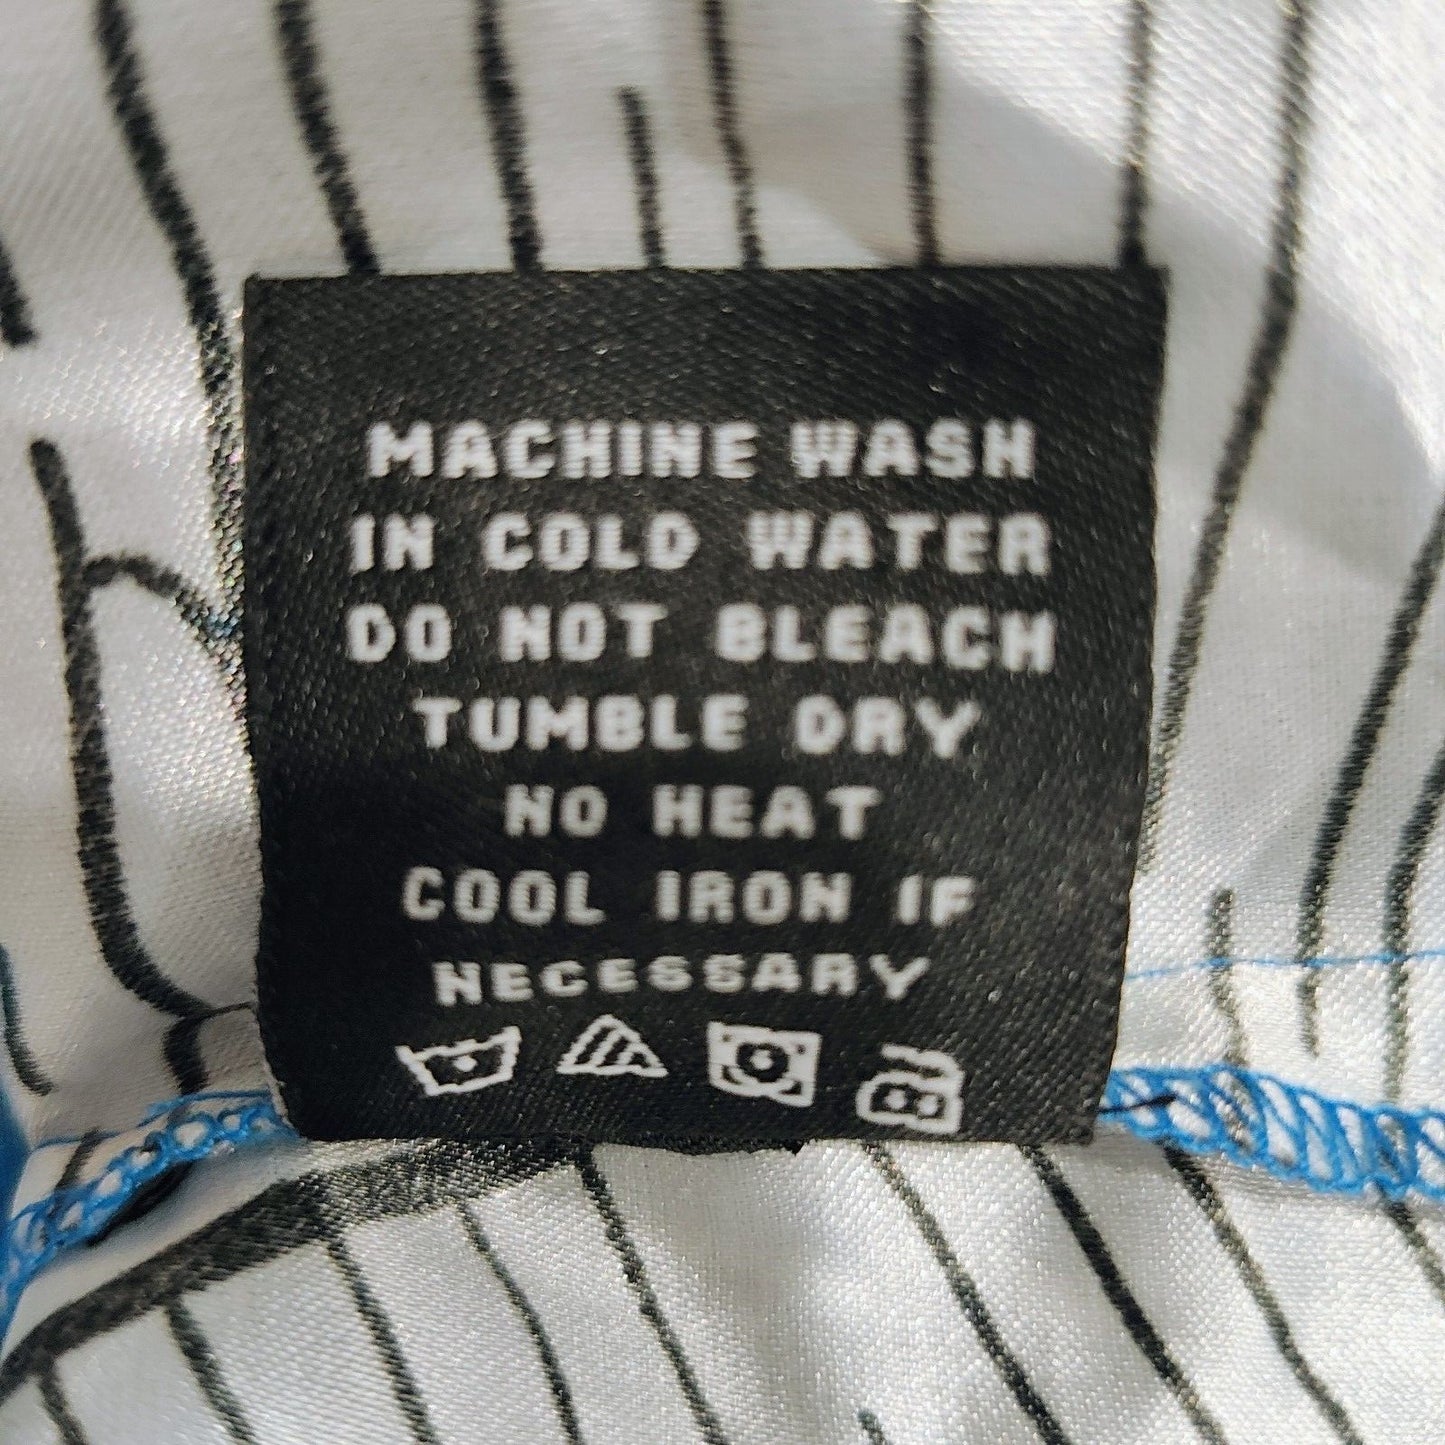 MACHINE WASH
IN COLD WATER
DO NOT BLEACH
TUMBLE DRY
NO HEAT
COOL IRON IF
NECESSARY